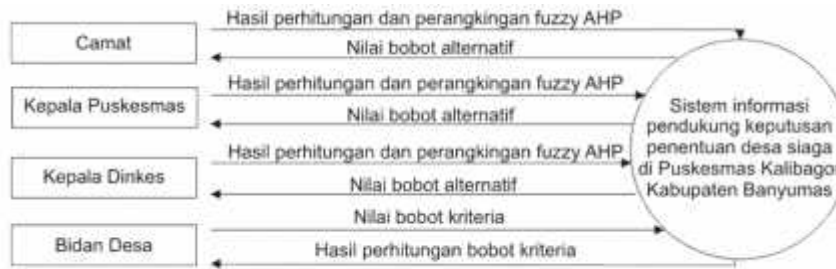 Hasil perhitungan dan perangkingan fuzzy AHP
Camat
Nilai bobot alternatif
Hasil perhitungan dan perangkingan fuzzy AHP
Kepala Puskesmas
Nilai bobot alternatif
Hasil perhitungan dan perangkingan fuzzy AHP
Kepala Dinkes
Nilai bobot alternatif
Nilai bobot kriteria
Bidan Desa
Hasil perhitungan bobot kriteria
Sistem informasi
pendukung keputusan
penentuan desa siaga
di Puskesmas Kalibagor
Kabupaten Banyumas